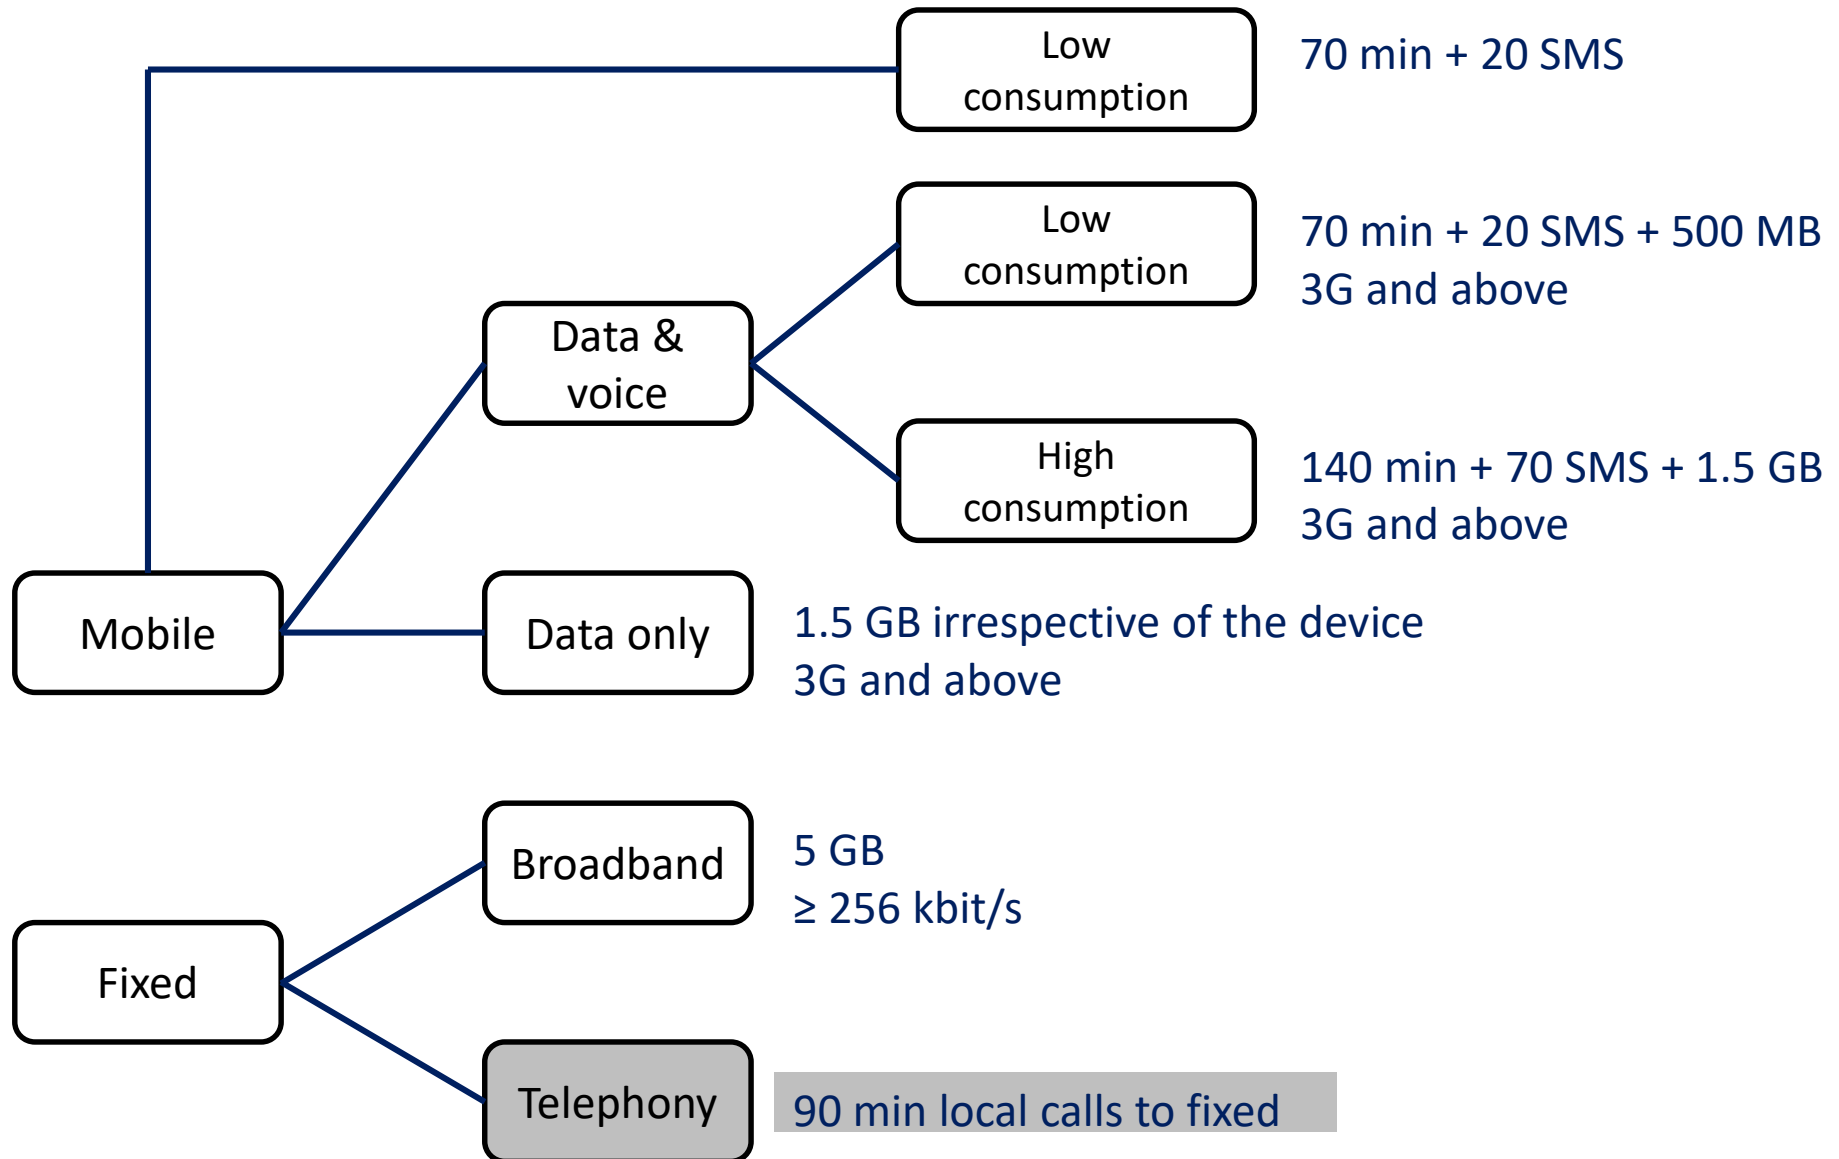 Low
consumption
70 min + 20 SMS
Low
consumption
70 min + 20 SMS + 500 MB
3G and above
Data &
voice
High
consumption
140 min + 70 SMS + 1.5 GB
3G and above
Mobile
Data only
1.5 GB irrespective of the device
3G and above
Broadband
5 GB
≥ 256 kbit/s
Fixed
Telephony
90 min local calls to fixed